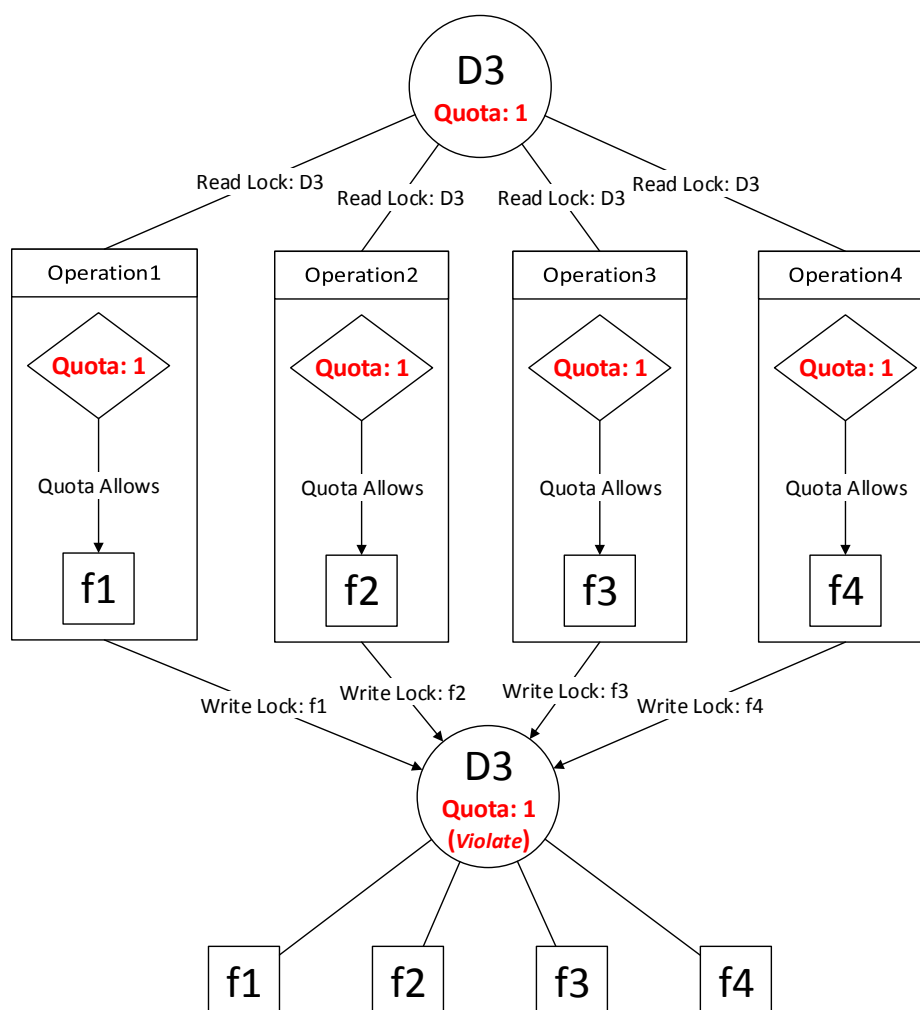 D3
Quota: 1
Read Lock: D3
Read Lock: D3
Read Lock: D3
Read Lock: D3
Operation1
Operation2
Operation3
Operation4
Quota: 1
Quota: 1
Quota: 1
Quota: 1
Quota Allows
Quota Allows
Quota Allows
Quota Allows
f1
f2
f3
f4
Write Lock: f1
Write Lock: f2
Write Lock: f3
Write Lock: f4
D3
Quota: 1
(Violate)
f1
f2
f3
f4